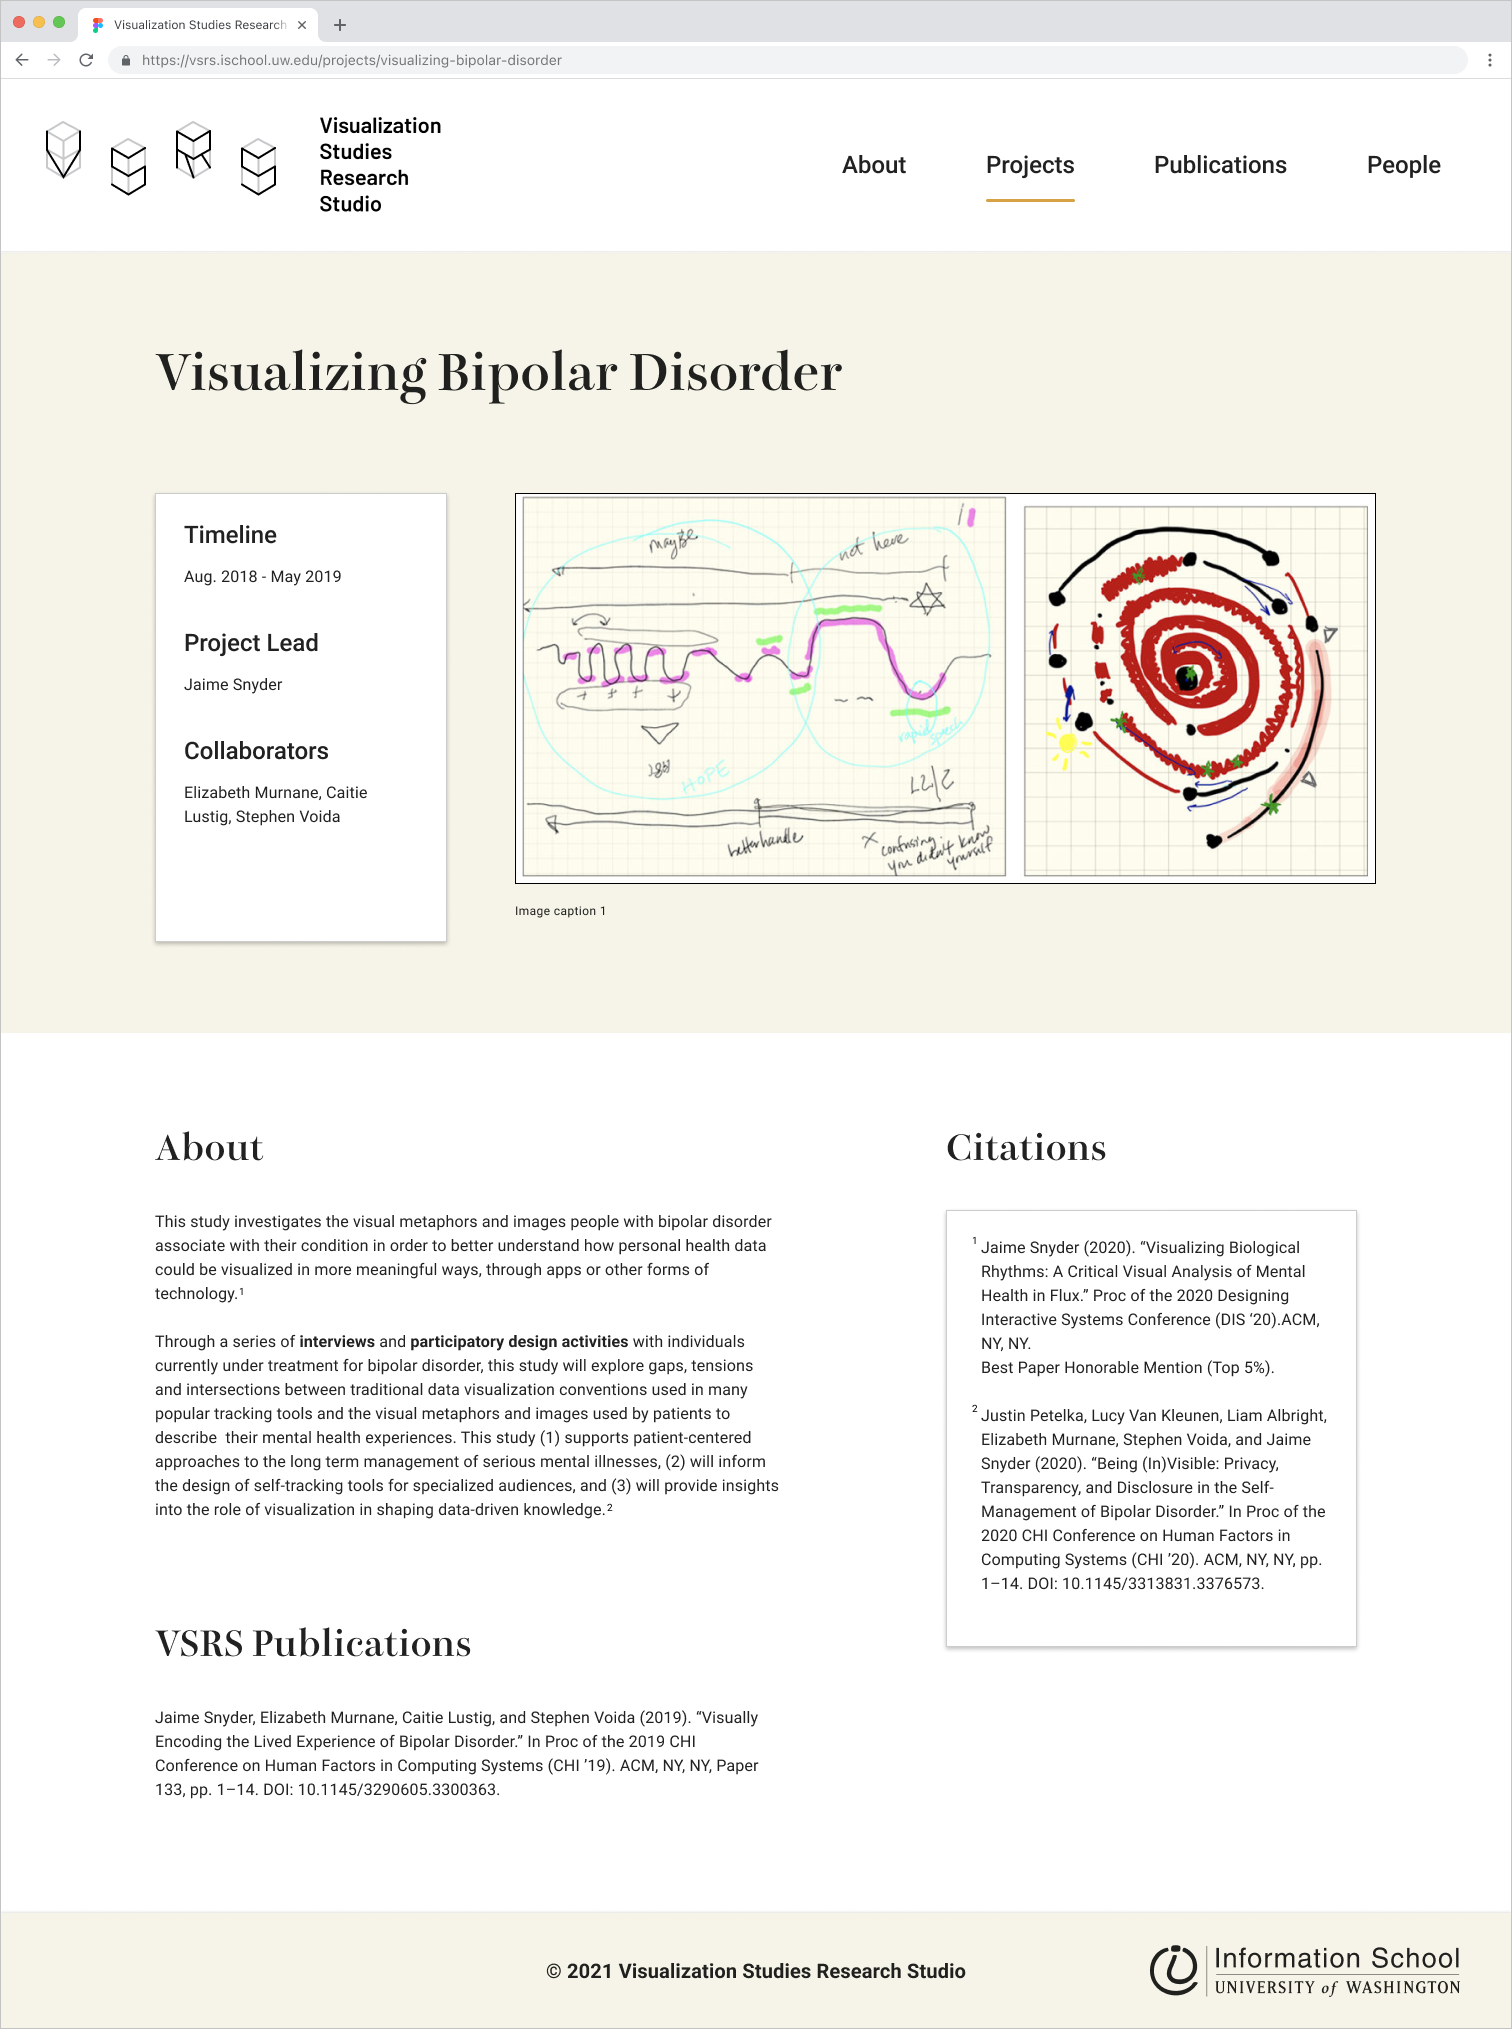 Visualization Studies Research
https://vsrs.ischool.uw.edu/projects/visualizing-bipolar-disorder
Visualization
Studies
Research
Studio
About
Projects
Publications
People
Visualizing Bipolar Disorder
Timeline
Aug. 2018 - May 2019
Project Lead
Jaime Snyder
Collaborators
Elizabeth Murnane, Caitie
Lustig, Stephen Voida
maybe
not here
rapid speech
HOPE
better handle
x confusing -
you didn't know
yourself
Image caption 1
About
This study investigates the visual metaphors and images people with bipolar disorder
associate with their condition in order to better understand how personal health data
could be visualized in more meaningful ways, through apps or other forms of
technology.¹
Through a series of interviews and participatory design activities with individuals
currently under treatment for bipolar disorder, this study will explore gaps, tensions
and intersections between traditional data visualization conventions used in many
popular tracking tools and the visual metaphors and images used by patients to
describe  their mental health experiences. This study (1) supports patient-centered
approaches to the long term management of serious mental illnesses, (2) will inform
the design of self-tracking tools for specialized audiences, and (3) will provide insights
into the role of visualization in shaping data-driven knowledge.²
VSRS Publications
Jaime Snyder, Elizabeth Murnane, Caitie Lustig, and Stephen Voida (2019). “Visually
Encoding the Lived Experience of Bipolar Disorder.” In Proc of the 2019 CHI
Conference on Human Factors in Computing Systems (CHI ’19). ACM, NY, NY, Paper
133, pp. 1–14. DOI: 10.1145/3290605.3300363.
Citations
¹ Jaime Snyder (2020). “Visualizing Biological
Rhythms: A Critical Visual Analysis of Mental
Health in Flux.” Proc of the 2020 Designing
Interactive Systems Conference (DIS ‘20).ACM,
NY, NY.
Best Paper Honorable Mention (Top 5%).
² Justin Petelka, Lucy Van Kleunen, Liam Albright,
Elizabeth Murnane, Stephen Voida, and Jaime
Snyder (2020). “Being (In)Visible: Privacy,
Transparency, and Disclosure in the Self-
Management of Bipolar Disorder.” In Proc of the
2020 CHI Conference on Human Factors in
Computing Systems (CHI ’20). ACM, NY, NY, pp.
1–14. DOI: 10.1145/3313831.3376573.
© 2021 Visualization Studies Research Studio
Information School
UNIVERSITY of WASHINGTON